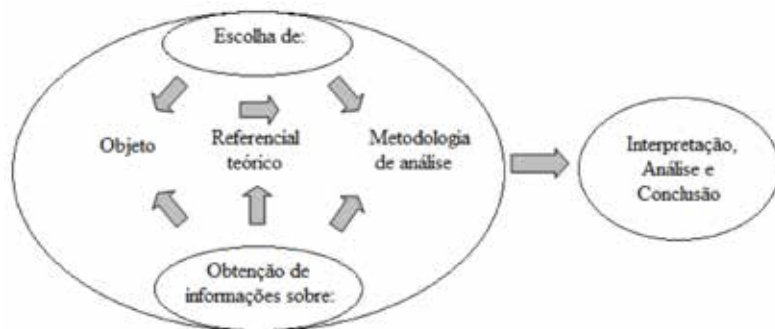 Escolha de:
Objeto
Referencial
teórico
Metodologia
de análise
Interpretação,
Análise e
Conclusão
Obtenção de
informações sobre: